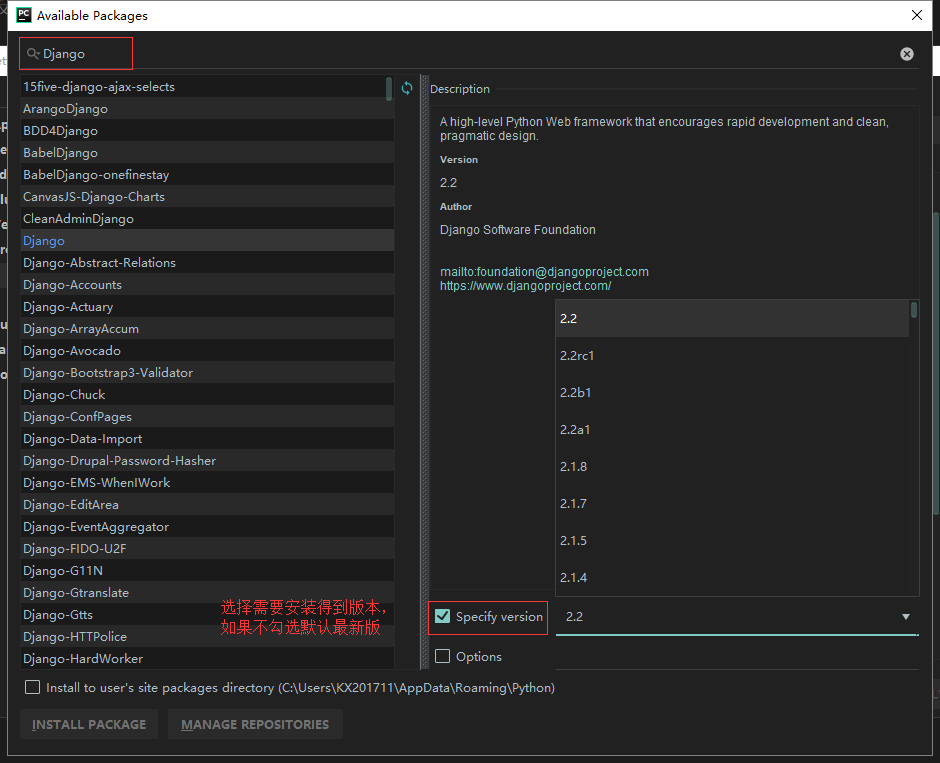 PC Available Packages
Django
15five-django-ajax-selects
ArangoDjango
BDD4Django
BabelDjango
BabelDjango-onefinestay
CanvasJS-Django-Charts
CleanAdminDjango
Django
Django-Abstract-Relations
Django-Accounts
Django-Actuary
Django-ArrayAccum
Django-Avocado
Django-Bootstrap3-Validator
Django-Chuck
Django-ConfPages
Django-Data-Import
Django-Drupal-Password-Hasher
Django-EMS-WhenIWork
Django-EditArea
Django-EventAggregator
Django-FIDO-U2F
Django-G11N
Django-Gtranslate
Django-Gtts
Django-HTTPolice
Django-HardWorker
选择需要安装得到版本，
如果不勾选默认最新版
Description
A high-level Python Web framework that encourages rapid development and clean,
pragmatic design.
Version
2.2
Author
Django Software Foundation
mailto:foundation@djangoproject.com
https://www.djangoproject.com/
2.2
2.2rc1
2.2b1
2.2a1
2.1.8
2.1.7
2.1.5
2.1.4
Specify version 2.2
Options
Install to user's site packages directory (C:\Users\KX201711\AppData\Roaming\Python)
INSTALL PACKAGE MANAGE REPOSITORIES